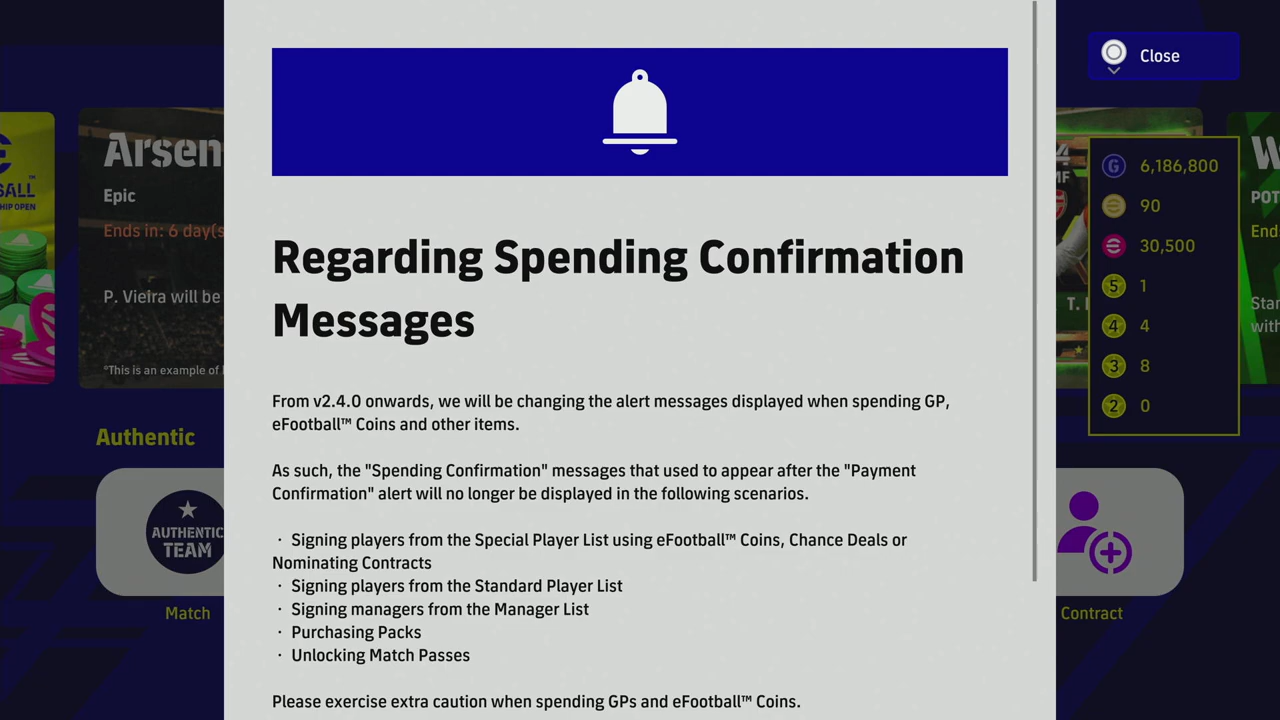 Close
Regarding Spending Confirmation
Messages
From v2.4.0 onwards, we will be changing the alert messages displayed when spending GP,
eFootball™ Coins and other items.
As such, the "Spending Confirmation" messages that used to appear after the "Payment
Confirmation" alert will no longer be displayed in the following scenarios.
・ Signing players from the Special Player List using eFootball™ Coins, Chance Deals or
Nominating Contracts
・ Signing players from the Standard Player List
・ Signing managers from the Manager List
・ Purchasing Packs
・ Unlocking Match Passes
Please exercise extra caution when spending GPs and eFootball™ Coins.
Arsen
Epic
Ends in: 6 day(s
P. Vieira will be
*This is an example of
Authentic
AUTHENTIC
TEAM
Match
G 6,186,800
90
30,500
5 1
4 4
3 8
2 0
MF
T.
POT
End
Star
with
Contract